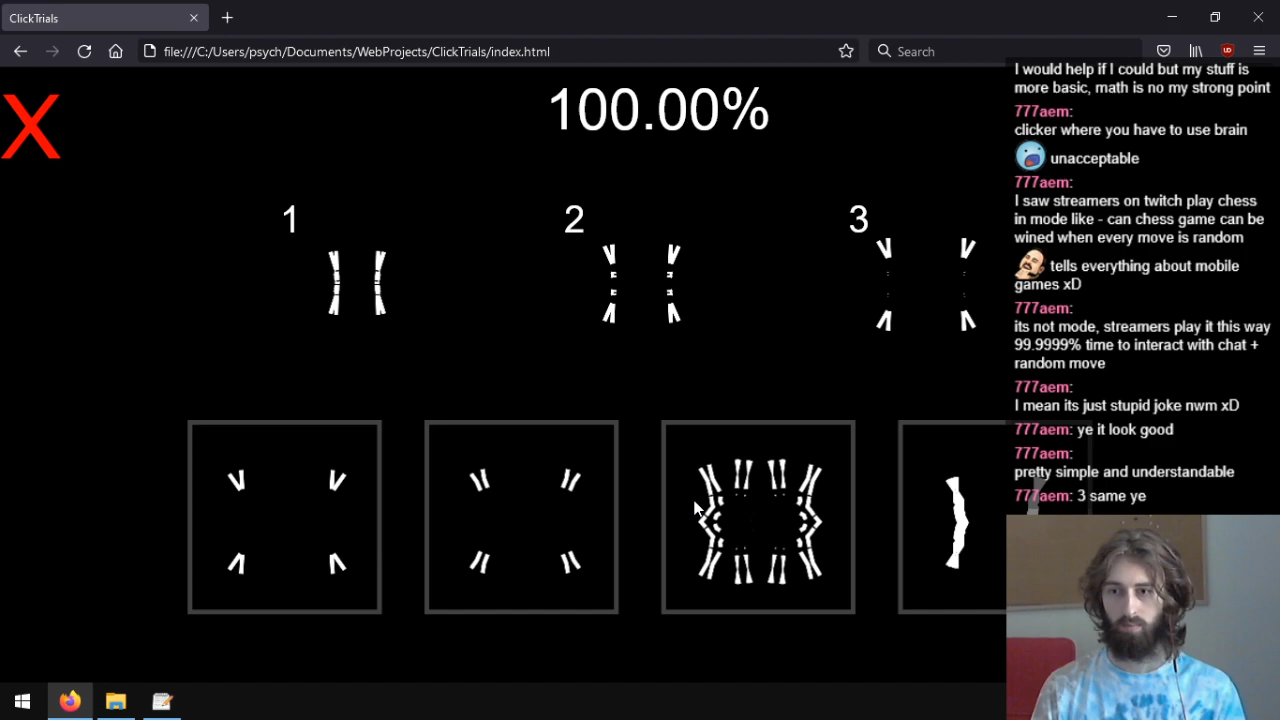 ClickTrials
file:///C:/Users/psych/Documents/WebProjects/ClickTrials/index.html
Search
X
100.00%
1
2
3
I would help if I could but my stuff is
more basic, math is no my strong point
777aem:
clicker where you have to use brain
unacceptable
777aem:
I saw streamers on twitch play chess
in mode like - can chess game can be
wined when every move is random
tells everything about mobile
games xD
777aem:
its not mode, streamers play it this way
99.9999% time to interact with chat +
random move
777aem:
I mean its just stupid joke nwm xD
777aem: ye it look good
777aem:
pretty simple and understandable
777aem: 3 same ye